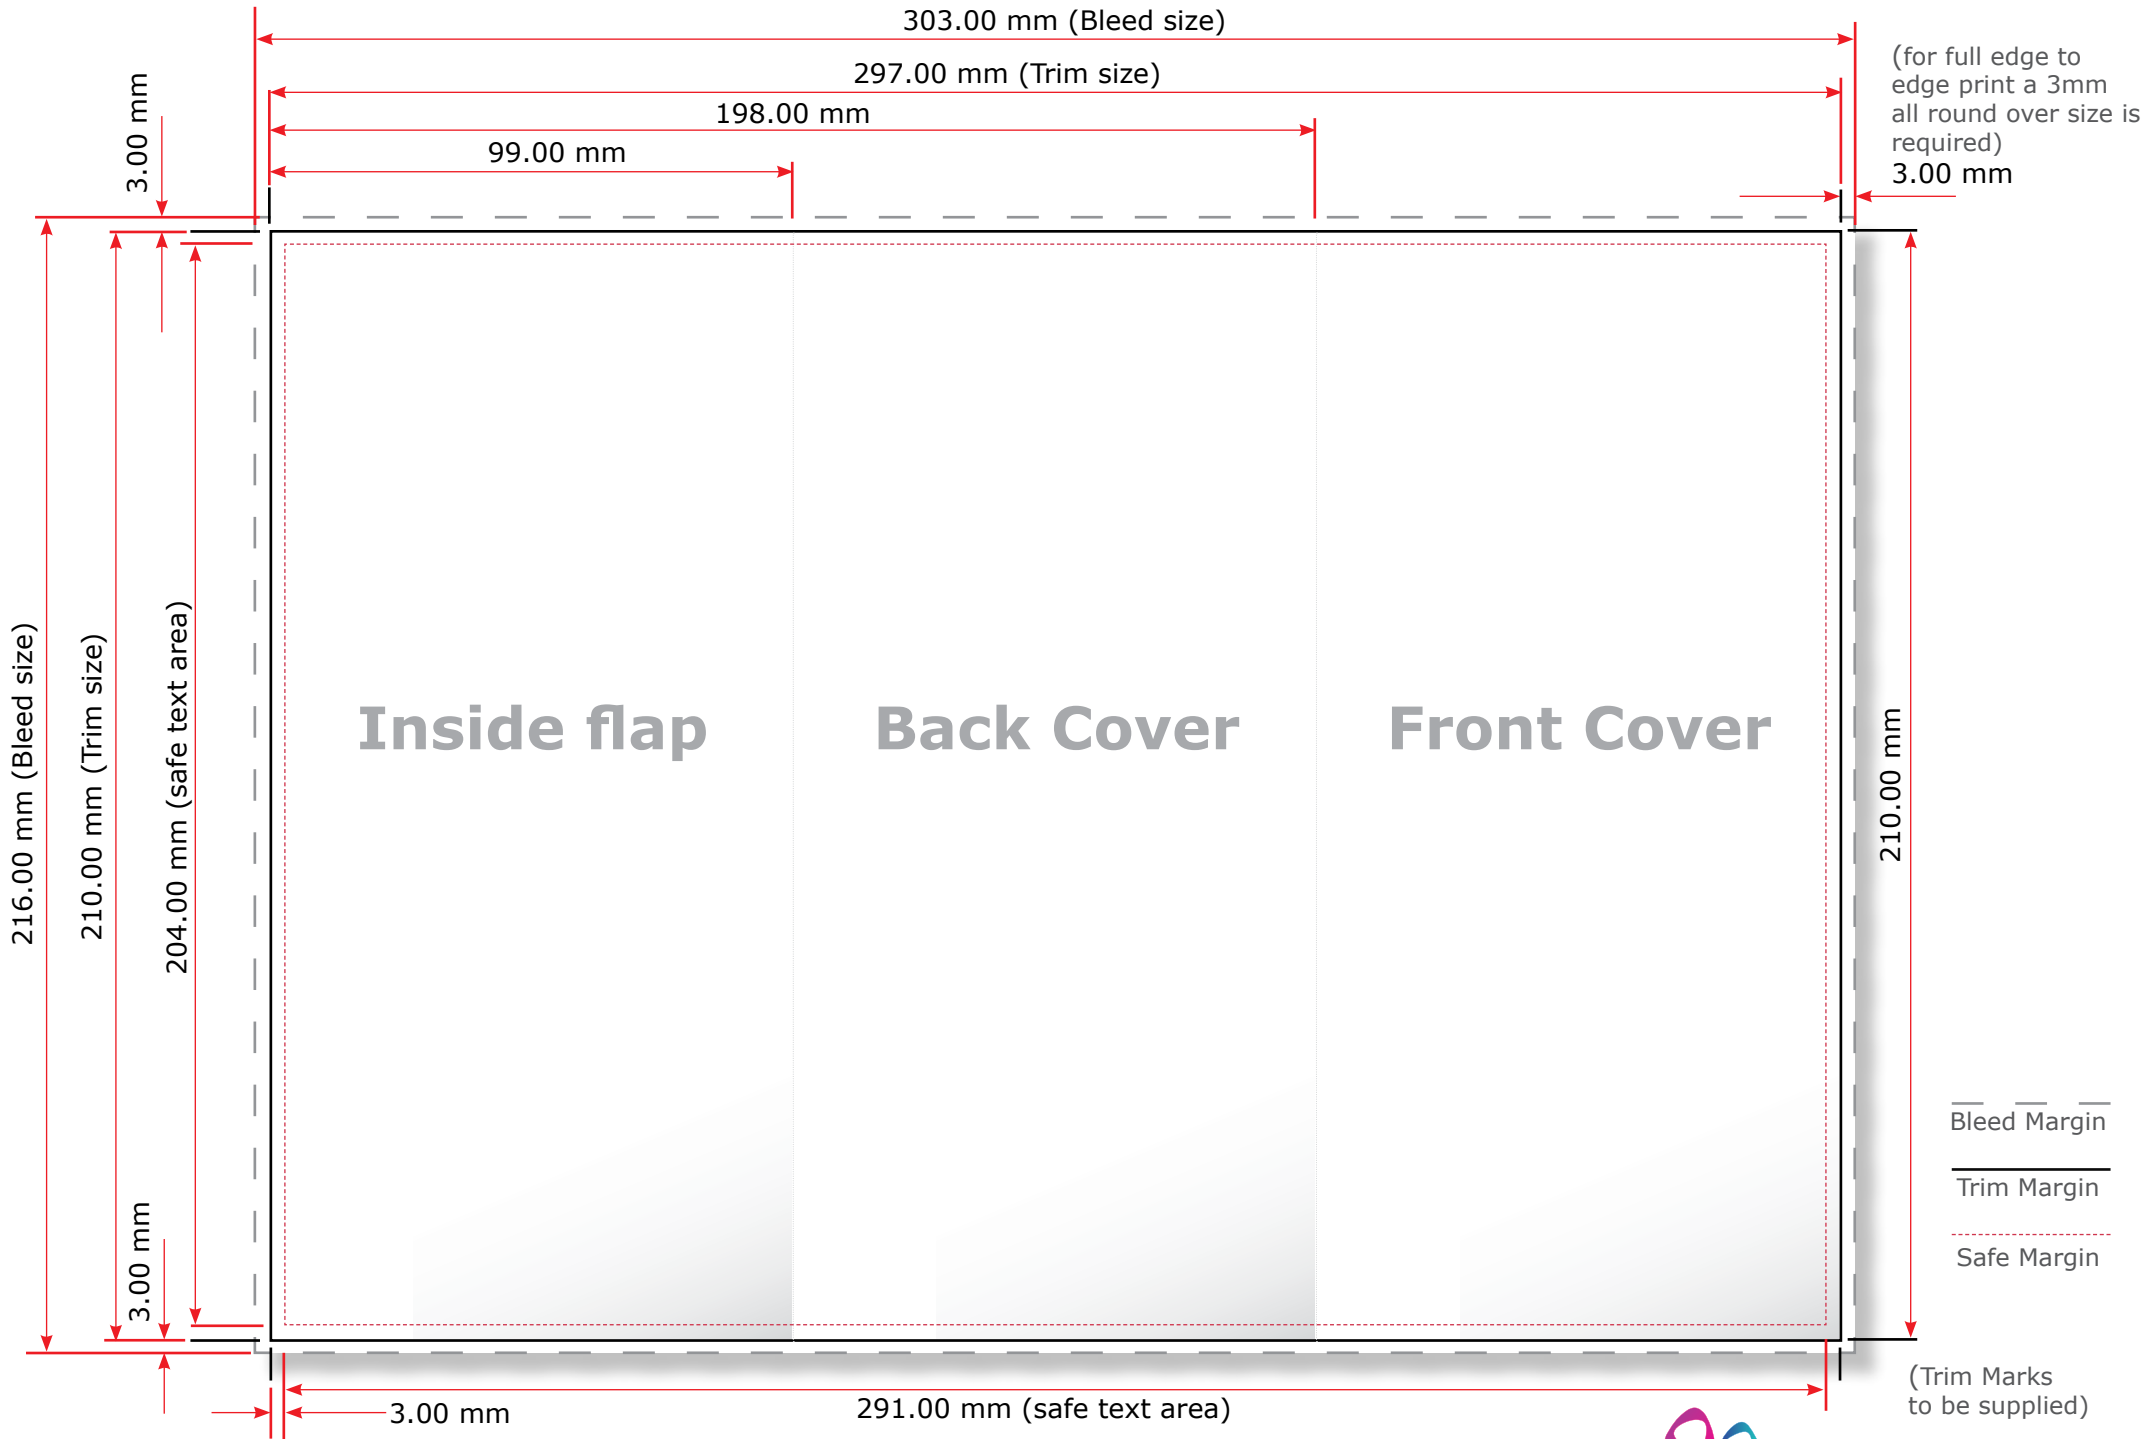 303.00 mm (Bleed size)
297.00 mm (Trim size)
198.00 mm
99.00 mm
3.00 mm
(for full edge to
edge print a 3mm
all round over size is
required)
3.00 mm
216.00 mm (Bleed size)
210.00 mm (Trim size)
204.00 mm (safe text area)
Inside flap
Back Cover
Front Cover
210.00 mm
Bleed Margin
Trim Margin
Safe Margin
3.00 mm
3.00 mm
291.00 mm (safe text area)
(Trim Marks
to be supplied)